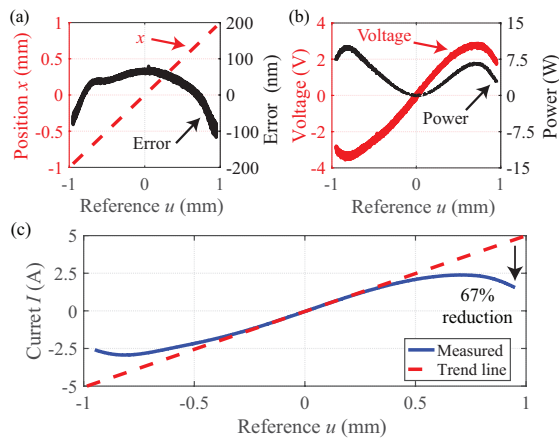 (a)
x
Error
Position x (mm)
1
0.5
0
-0.5
-1
Error (nm)
200
100
0
-100
-200
-1
0
1
Reference u (mm)
(b)
Voltage
Power
Voltage (V)
4
2
0
-2
-4
Power (W)
15
7.5
0
-7.5
-15
-1
0
1
Reference u (mm)
(c)
Curret I (A)
5
2.5
0
-2.5
-5
67%
reduction
Measured
Trend line
-1
-0.5
0
0.5
1
Reference u (mm)